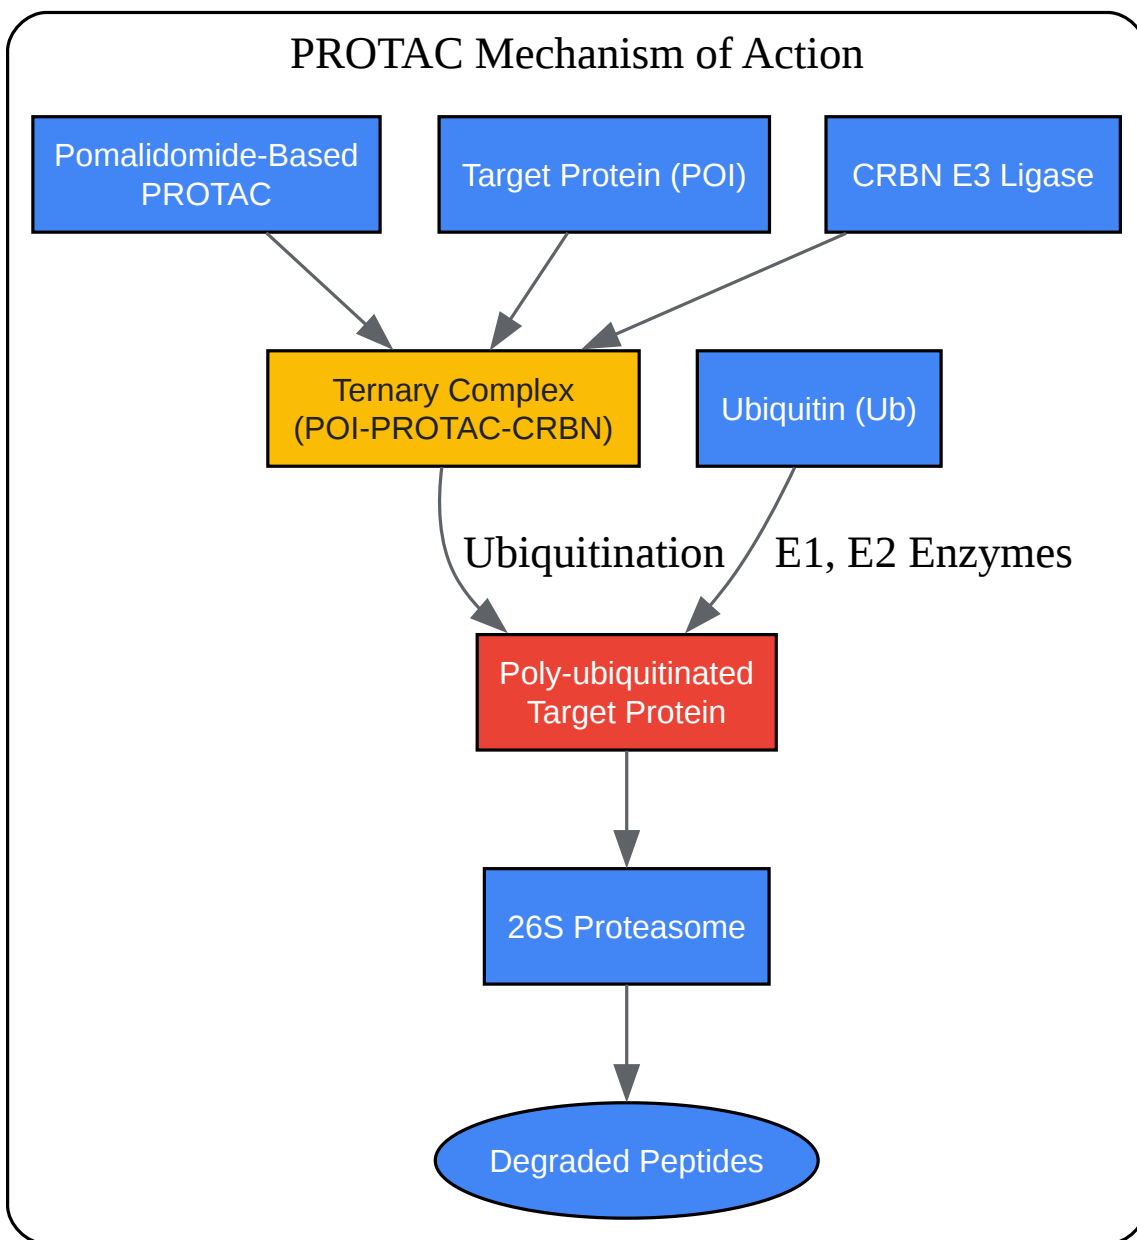 PROTAC Mechanism of Action
Pomalidomide-Based
PROTAC
Target Protein (POI)
CRBN E3 Ligase
Ternary Complex
(POI-PROTAC-CRBN)
Ubiquitin (Ub)
Ubiquitination
E1, E2 Enzymes
Poly-ubiquitinated
Target Protein
26S Proteasome
Degraded Peptides